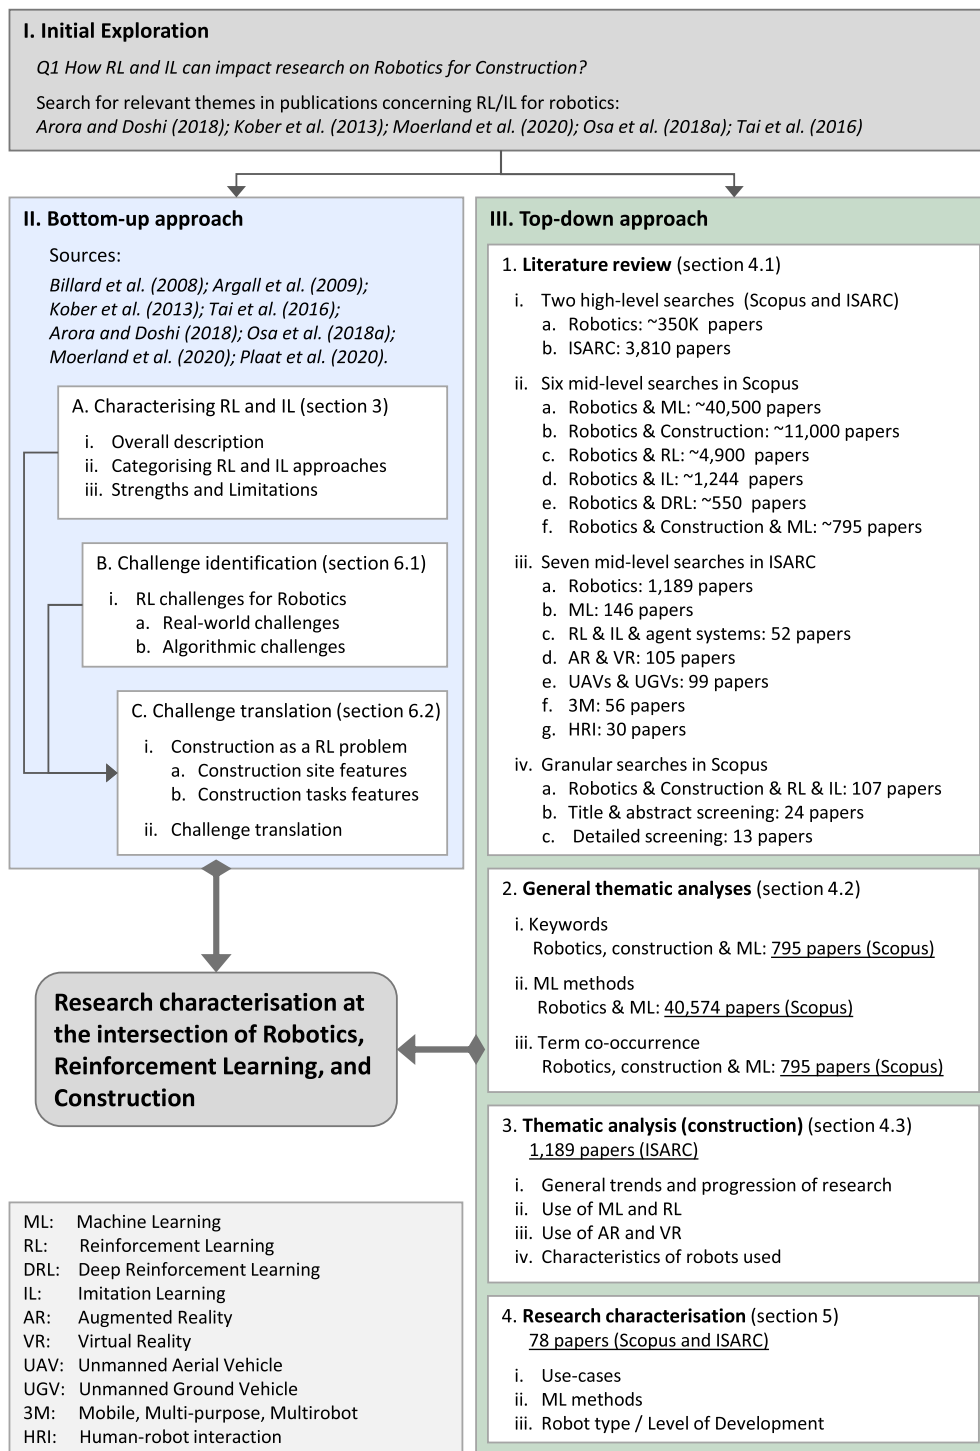 I. Initial Exploration
Q1 How RL and IL can impact research on Robotics for Construction?
Search for relevant themes in publications concerning RL/IL for robotics:
Arora and Doshi (2018); Kober et al. (2013); Moerland et al. (2020); Osa et al. (2018a); Tai et al. (2016)
II. Bottom-up approach
Sources:
Billard et al. (2008); Argall et al. (2009);
Kober et al. (2013); Tai et al. (2016);
Arora and Doshi (2018); Osa et al. (2018a);
Moerland et al. (2020); Plaat et al. (2020).
A. Characterising RL and IL (section 3)
i. Overall description
ii. Categorising RL and IL approaches
iii. Strengths and Limitations
B. Challenge identification (section 6.1)
i. RL challenges for Robotics
a. Real-world challenges
b. Algorithmic challenges
C. Challenge translation (section 6.2)
i. Construction as a RL problem
a. Construction site features
b. Construction tasks features
ii. Challenge translation
Research characterisation at
the intersection of Robotics,
Reinforcement Learning, and
Construction
ML: Machine Learning
RL: Reinforcement Learning
DRL: Deep Reinforcement Learning
IL: Imitation Learning
AR: Augmented Reality
VR: Virtual Reality
UAV: Unmanned Aerial Vehicle
UGV: Unmanned Ground Vehicle
3M: Mobile, Multi-purpose, Multirobot
HRI: Human-robot interaction
III. Top-down approach
1. Literature review (section 4.1)
i. Two high-level searches (Scopus and ISARC)
a. Robotics: ~350K papers
b. ISARC: 3,810 papers
ii. Six mid-level searches in Scopus
a. Robotics & ML: ~40,500 papers
b. Robotics & Construction: ~11,000 papers
c. Robotics & RL: ~4,900 papers
d. Robotics & IL: ~1,244 papers
e. Robotics & DRL: ~550 papers
f. Robotics & Construction & ML: ~795 papers
iii. Seven mid-level searches in ISARC
a. Robotics: 1,189 papers
b. ML: 146 papers
c. RL & IL & agent systems: 52 papers
d. AR & VR: 105 papers
e. UAVs & UGVs: 99 papers
f. 3M: 56 papers
g. HRI: 30 papers
iv. Granular searches in Scopus
a. Robotics & Construction & RL & IL: 107 papers
b. Title & abstract screening: 24 papers
c. Detailed screening: 13 papers
2. General thematic analyses (section 4.2)
i. Keywords
Robotics, construction & ML: 795 papers (Scopus)
ii. ML methods
Robotics & ML: 40,574 papers (Scopus)
iii. Term co-occurrence
Robotics, construction & ML: 795 papers (Scopus)
3. Thematic analysis (construction) (section 4.3)
1,189 papers (ISARC)
i. General trends and progression of research
ii. Use of ML and RL
iii. Use of AR and VR
iv. Characteristics of robots used
4. Research characterisation (section 5)
78 papers (Scopus and ISARC)
i. Use-cases
ii. ML methods
iii. Robot type / Level of Development